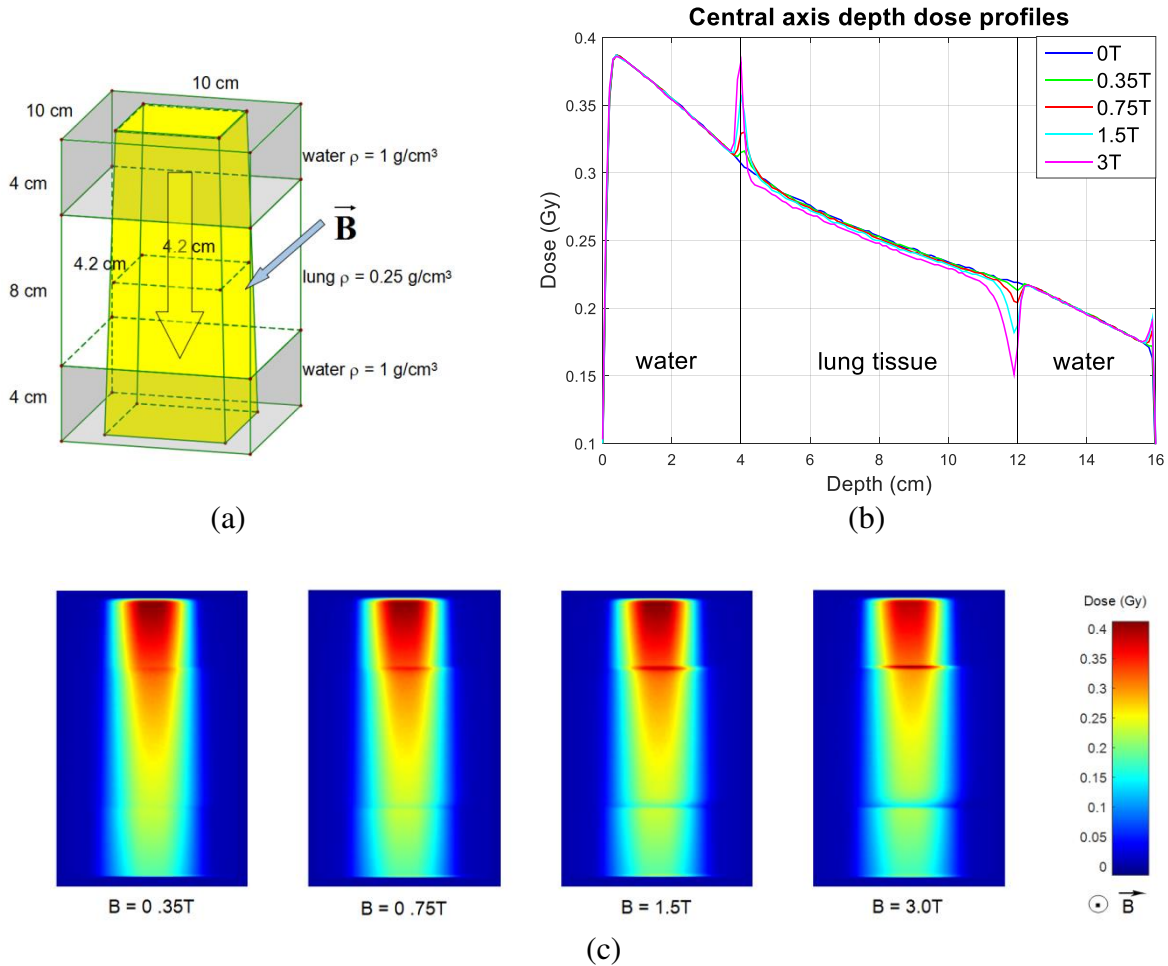 10 cm
10 cm
water ρ = 1 g/cm³
4 cm
B
4.2 cm
4.2 cm
lung ρ = 0.25 g/cm³
8 cm
water ρ = 1 g/cm³
4 cm
(a)
Central axis depth dose profiles
0.4
0.35
0.3
0.25
0.2
0.15
0.1
Dose (Gy)
0T
0.35T
0.75T
1.5T
3T
water
lung tissue
water
0 2 4 6 8 10 12 14 16
Depth (cm)
(b)
B = 0 .35T
B = 0 .75T
B = 1.5T
B = 3.0T
Dose (Gy)
0.4
0.35
0.3
0.25
0.2
0.15
0.1
0.05
0
B
(c)